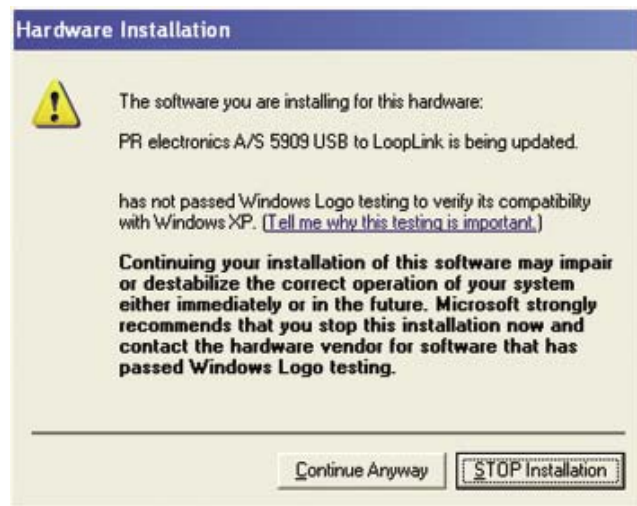 Hardware Installation
The software you are installing for this hardware:
PR electronics A/S 5909 USB to LoopLink is being updated.
has not passed Windows Logo testing to verify its compatibility
with Windows XP. (Tell me why this testing is important.)
Continuing your installation of this software may impair
or destabilize the correct operation of your system
either immediately or in the future. Microsoft strongly
recommends that you stop this installation now and
contact the hardware vendor for software that has
passed Windows Logo testing.
Continue Anyway
STOP Installation